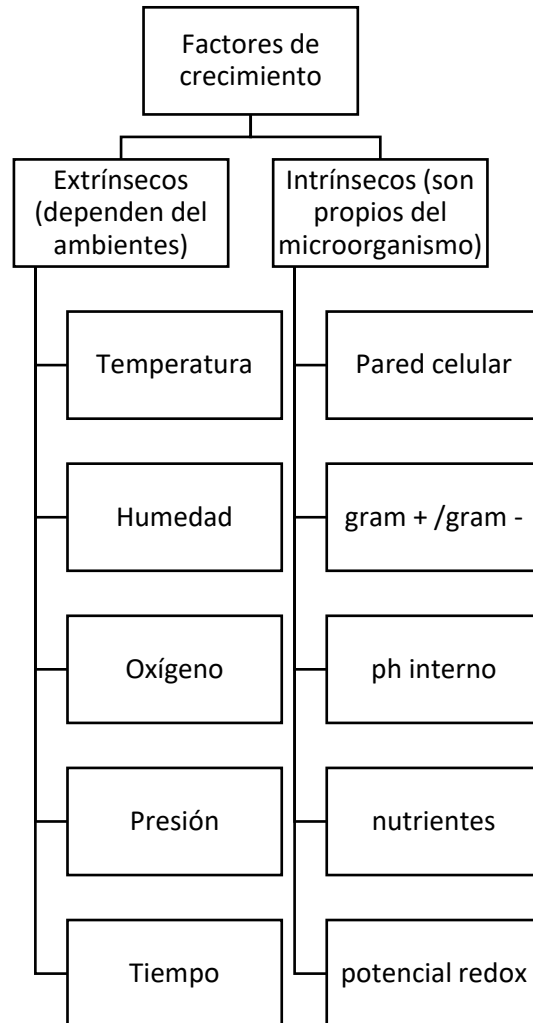 Factores de
crecimiento
Extrínsecos
(dependen del
ambientes)
Intrínsecos (son
propios del
microorganismo)
Temperatura
Humedad
Oxígeno
Presión
Tiempo
Pared celular
gram + /gram -
ph interno
nutrientes
potencial redox